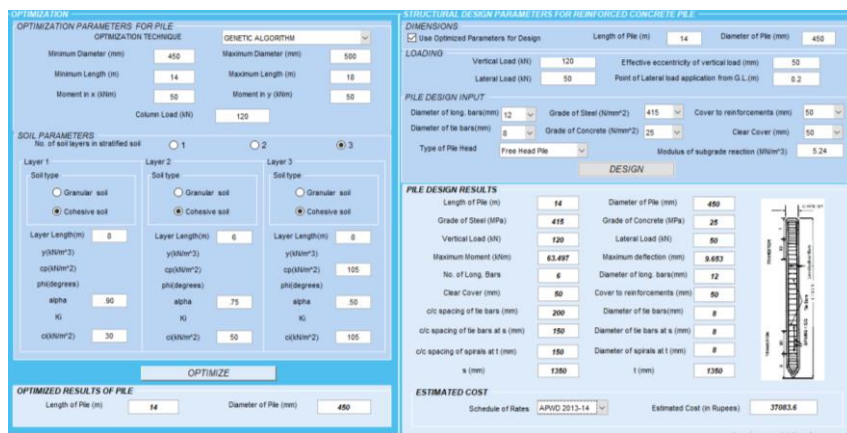 OPTIMIZATION
OPTIMIZATION PARAMETERS FOR PILE
OPTIMIZATION TECHNIQUE GENETIC ALGORITHM
Minimum Diameter (mm) 450 Maximum Diameter (mm) 500
Minimum Length (m) 14 Maximum Length (m) 18
Moment in x (kNm) 50 Moment in y (kNm) 50
Column Load (kN) 120
SOIL PARAMETERS
No. of soil layers in stratified soil 1 2 3
Layer 1 Layer 2 Layer 3
Soil type Soil type Soil type
Granular soil Granular soil Granular soil
Cohesive soil Cohesive soil Cohesive soil
Layer Length(m) 8 Layer Length(m) 6 Layer Length(m) 8
y(kN/m^3) y(kN/m^3) y(kN/m^3)
cp(kN/m^2) cp(kN/m^2) cp(kN/m^2) 105
phi(degrees) phi(degrees) phi(degrees)
alpha .90 alpha .75 alpha .50
Ki Ki Ki
ci(kN/m^2) 30 ci(kN/m^2) 50 ci(kN/m^2) 105
OPTIMIZE
OPTIMIZED RESULTS OF PILE
Length of Pile (m) 14 Diameter of Pile (mm) 450
STRUCTURAL DESIGN PARAMETERS FOR REINFORCED CONCRETE PILE
DIMENSIONS
Use Optimized Parameters for Design Length of Pile (m) 14 Diameter of Pile (mm) 450
LOADING
Vertical Load (kN) 120 Effective eccentricity of vertical load (mm) 50
Lateral Load (kN) 50 Point of Lateral load application from G.L.(m) 0.2
PILE DESIGN INPUT
Diameter of long. bars(mm) 12 Grade of Steel (N/mm^2) 415 Cover to reinforcements (mm) 50
Diameter of tie bars(mm) 8 Grade of Concrete (N/mm^2) 25 Clear Cover (mm) 50
Type of Pile Head Free Head Pile Modulus of subgrade reaction (MN/m^3) 5.24
DESIGN
PILE DESIGN RESULTS
Length of Pile (m) 14 Diameter of Pile (mm) 450
Grade of Steel (MPa) 415 Grade of Concrete (MPa) 25
Vertical Load (kN) 120 Lateral Load (kN) 50
Maximum Moment (kNm) 63.497 Maximum deflection (mm) 9.653
No. of Long. Bars 6 Diameter of long. bars(mm) 12
Clear Cover (mm) 50 Cover to reinforcements (mm) 50
c/c spacing of tie bars (mm) 200 Diameter of tie bars(mm) 8
c/c spacing of tie bars at s (mm) 150 Diameter of tie bars at s (mm) 8
c/c spacing of spirals at t (mm) 150 Diameter of spirals at t (mm) 8
s (mm) 1350 t (mm) 1350
ESTIMATED COST
Schedule of Rates APWD 2013-14 Estimated Cost (in Rupees) 37083.6